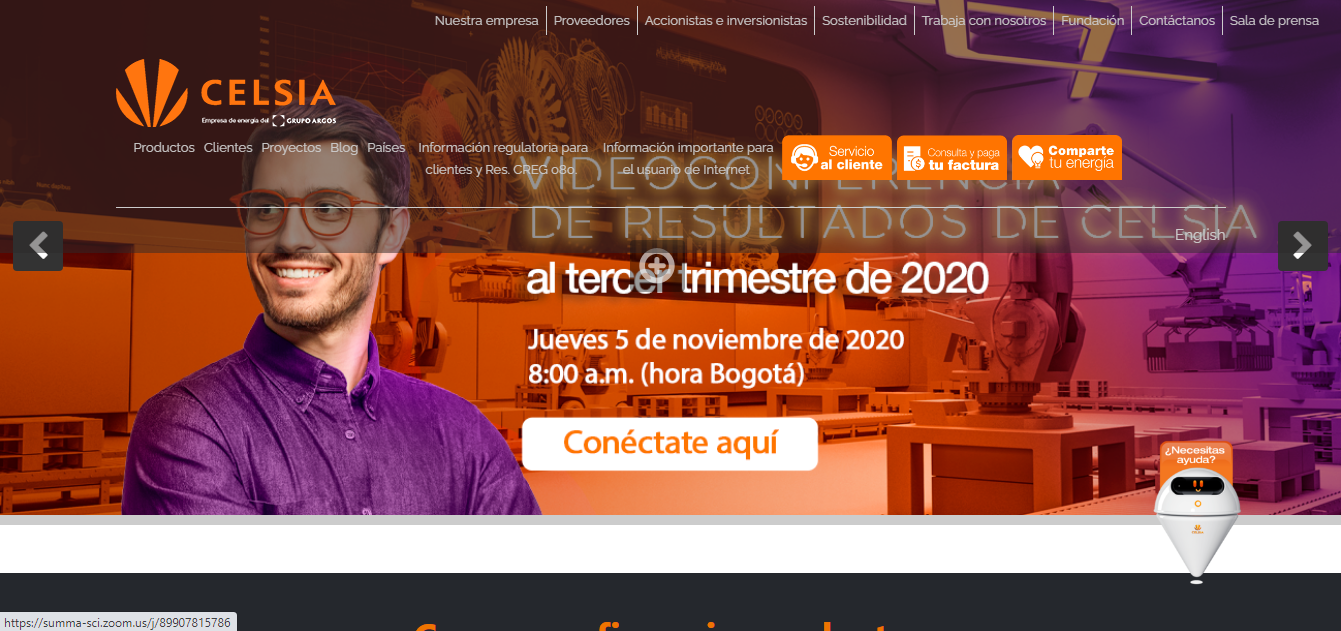 Nuestra empresa Proveedores Accionistas e inversionistas Sostenibilidad Trabaja con nosotros Fundación Contáctanos Sala de prensa
CELSIA
Empresa de energía del GRUPO ARGOS
Productos Clientes Proyectos Blog Países
Información regulatoria para
clientes y Res. CREG 080.
Información importante para
el usuario de Internet
Servicio
al cliente
Consulta y paga
tu factura
Comparte
tu energía
VIDEOCONFERENCIA
DE RESULTADOS DE CELSIA
English
al tercer trimestre de 2020
Jueves 5 de noviembre de 2020
8:00 a.m. (hora Bogotá)
Conéctate aquí
¿Necesitas
ayuda?
https://summa-sci.zoom.us/j/89907815786